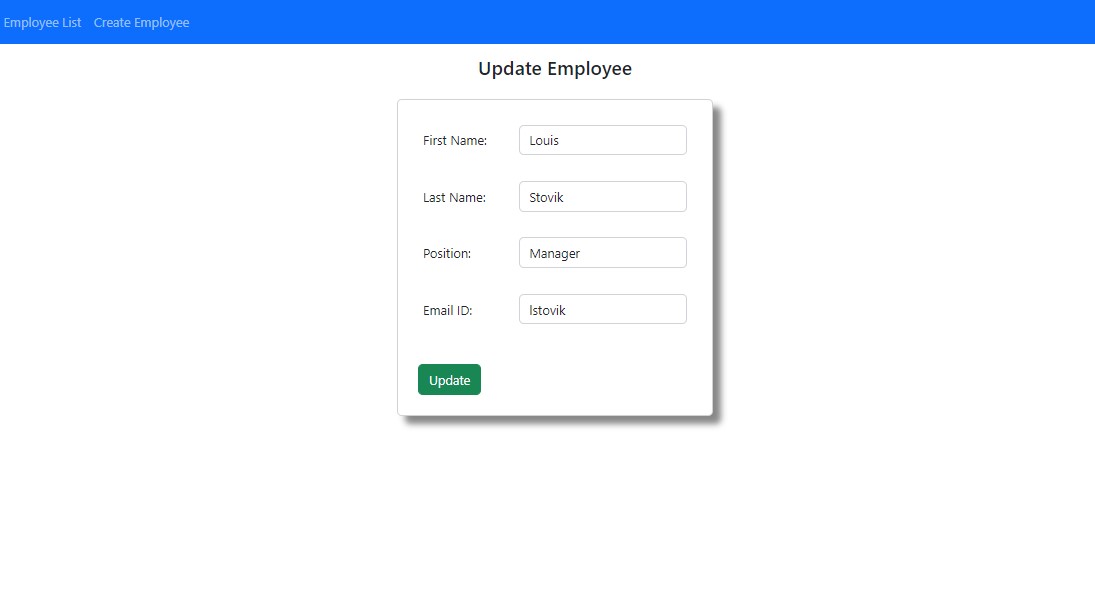 Employee List Create Employee
Update Employee
First Name: Louis
Last Name: Stovik
Position: Manager
Email ID: lstovik
Update